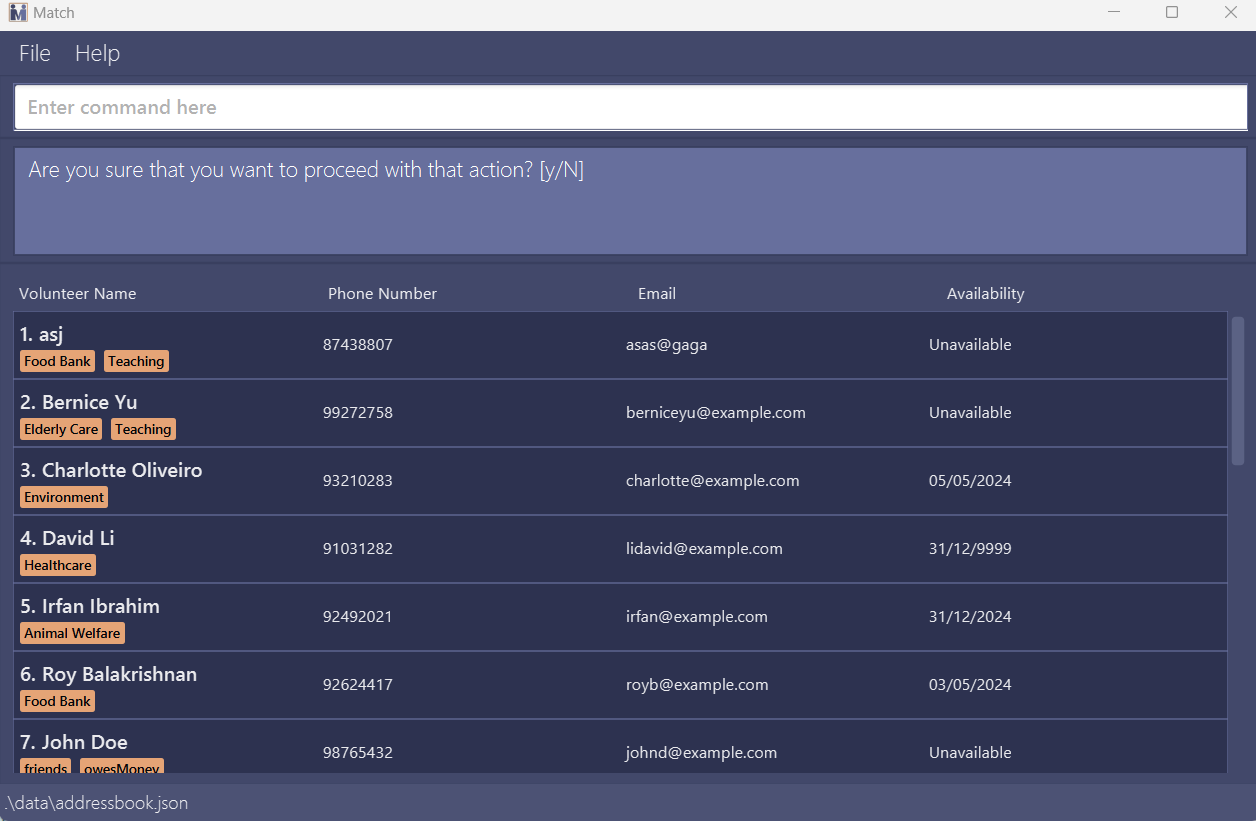 Match
File Help
Enter command here
Are you sure that you want to proceed with that action? [y/N]
Volunteer Name Phone Number Email Availability
1. asj
87438807 asas@gaga Unavailable
Food Bank Teaching
2. Bernice Yu
99272758 berniceyu@example.com Unavailable
Elderly Care Teaching
3. Charlotte Oliveiro
93210283 charlotte@example.com 05/05/2024
Environment
4. David Li
91031282 lidavid@example.com 31/12/9999
Healthcare
5. Irfan Ibrahim
92492021 irfan@example.com 31/12/2024
Animal Welfare
6. Roy Balakrishnan
92624417 royb@example.com 03/05/2024
Food Bank
7. John Doe
98765432 johnd@example.com Unavailable
friends owesMoney
.\data\addressbook.json